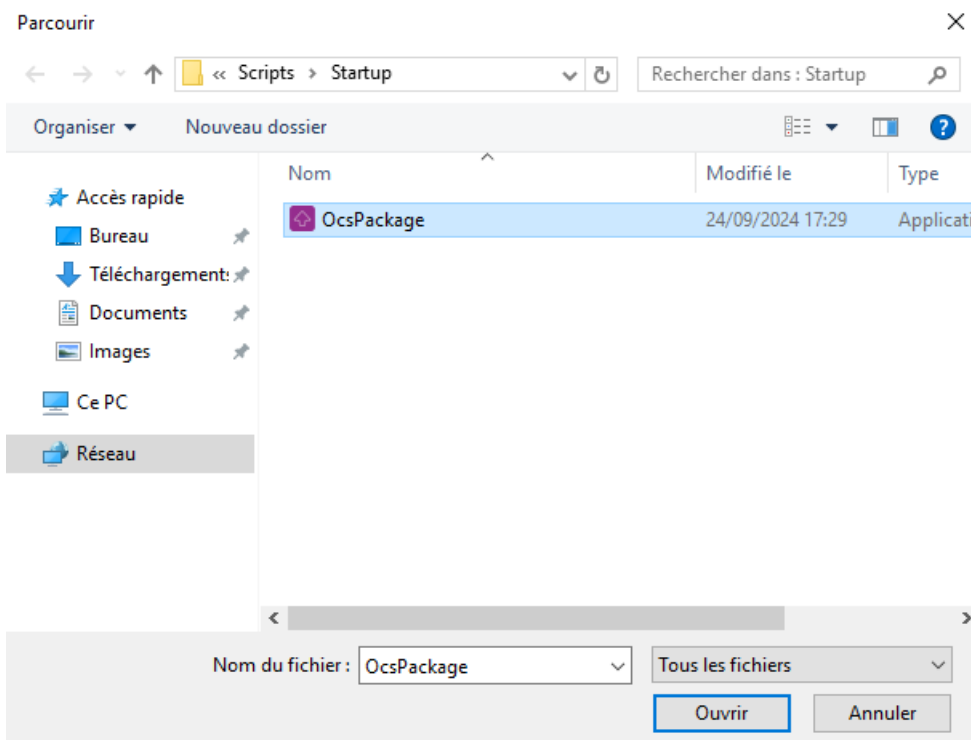 Parcourir
« Scripts > Startup
Rechercher dans : Startup
Organiser
Nouveau dossier
?
Nom
Modifié le
Type
Accès rapide
Bureau
Téléchargements
Documents
Images
Ce PC
Réseau
OcsPackage
24/09/2024 17:29
Applicati
Nom du fichier :
OcsPackage
Tous les fichiers
Ouvrir
Annuler